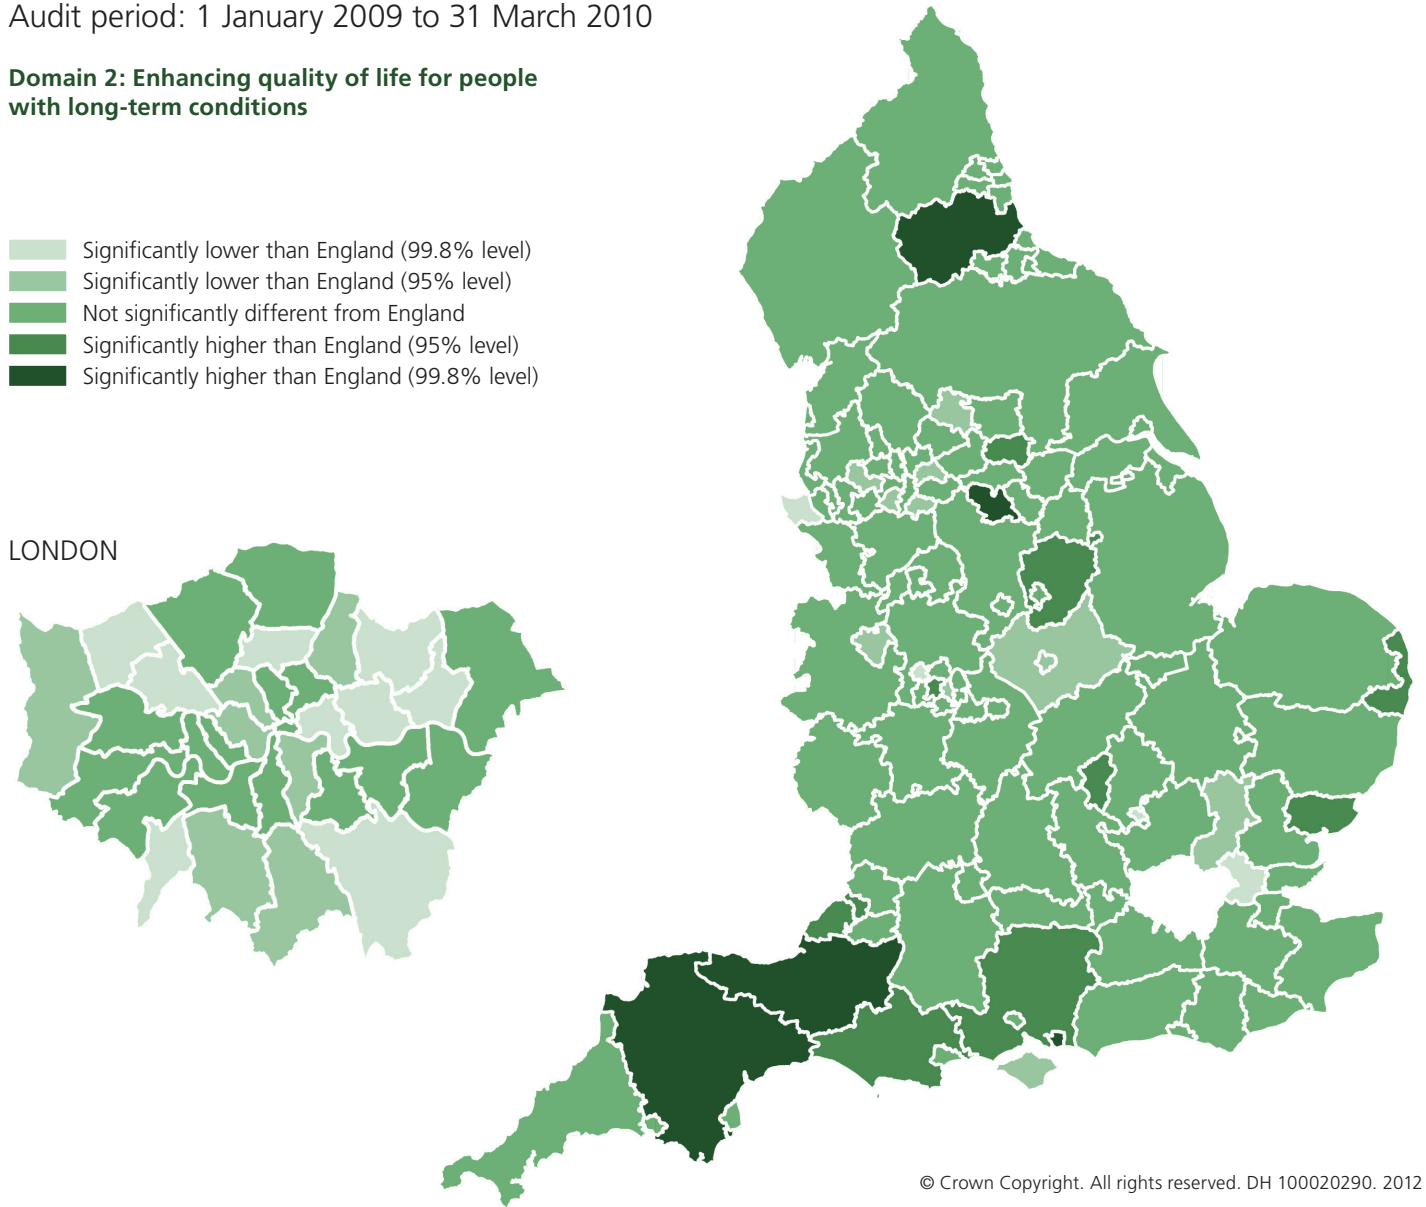 Audit period: 1 January 2009 to 31 March 2010
Domain 2: Enhancing quality of life for people
with long-term conditions
Significantly lower than England (99.8% level)
Significantly lower than England (95% level)
Not significantly different from England
Significantly higher than England (95% level)
Significantly higher than England (99.8% level)
LONDON
© Crown Copyright. All rights reserved. DH 100020290. 2012